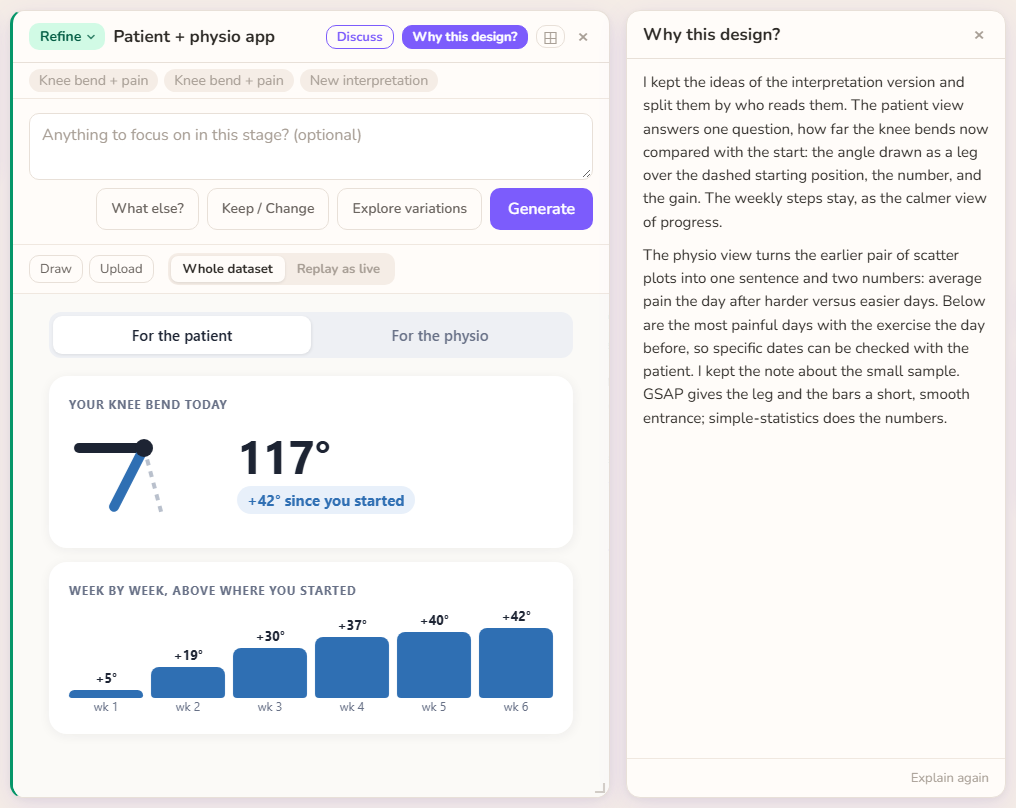 Refine
Patient + physio app
Discuss
Why this design?
Knee bend + pain
Knee bend + pain
New interpretation
Anything to focus on in this stage? (optional)
What else?
Keep / Change
Explore variations
Generate
Draw
Upload
Whole dataset
Replay as live
For the patient
For the physio
YOUR KNEE BEND TODAY
117°
+42° since you started
WEEK BY WEEK, ABOVE WHERE YOU STARTED
+5°
+19°
+30°
+37°
+40°
+42°
wk 1
wk 2
wk 3
wk 4
wk 5
wk 6
Why this design?
I kept the ideas of the interpretation version and
split them by who reads them. The patient view
answers one question, how far the knee bends now
compared with the start: the angle drawn as a leg
over the dashed starting position, the number, and
the gain. The weekly steps stay, as the calmer view
of progress.
The physio view turns the earlier pair of scatter
plots into one sentence and two numbers: average
pain the day after harder versus easier days. Below
are the most painful days with the exercise the day
before, so specific dates can be checked with the
patient. I kept the note about the small sample.
GSAP gives the leg and the bars a short, smooth
entrance; simple-statistics does the numbers.
Explain again